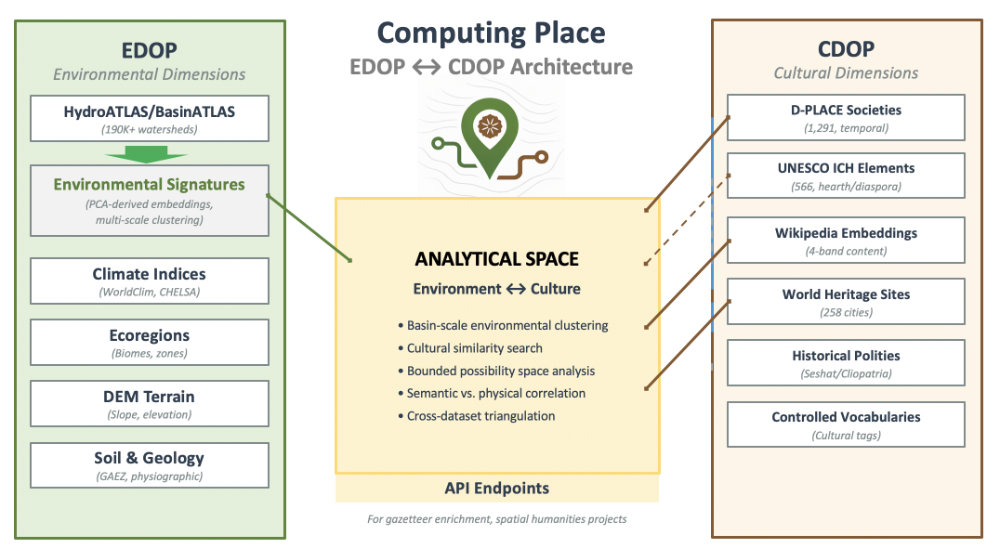 Computing Place
EDOP ↔ CDOP Architecture
EDOP
Environmental Dimensions
HydroATLAS/BasinATLAS
(190K+ watersheds)
Environmental Signatures
(PCA-derived embeddings,
multi-scale clustering)
Climate Indices
(WorldClim, CHELSA)
Ecoregions
(Biomes, zones)
DEM Terrain
(Slope, elevation)
Soil & Geology
(GAEZ, physiographic)
ANALYTICAL SPACE
Environment ↔ Culture
• Basin-scale environmental clustering
• Cultural similarity search
• Bounded possibility space analysis
• Semantic vs. physical correlation
• Cross-dataset triangulation
API Endpoints
For gazetteer enrichment, spatial humanities projects
CDOP
Cultural Dimensions
D-PLACE Societies
(1,291, temporal)
UNESCO ICH Elements
(566, hearth/diaspora)
Wikipedia Embeddings
(4-band content)
World Heritage Sites
(258 cities)
Historical Polities
(Seshat/Cliopatria)
Controlled Vocabularies
(Cultural tags)